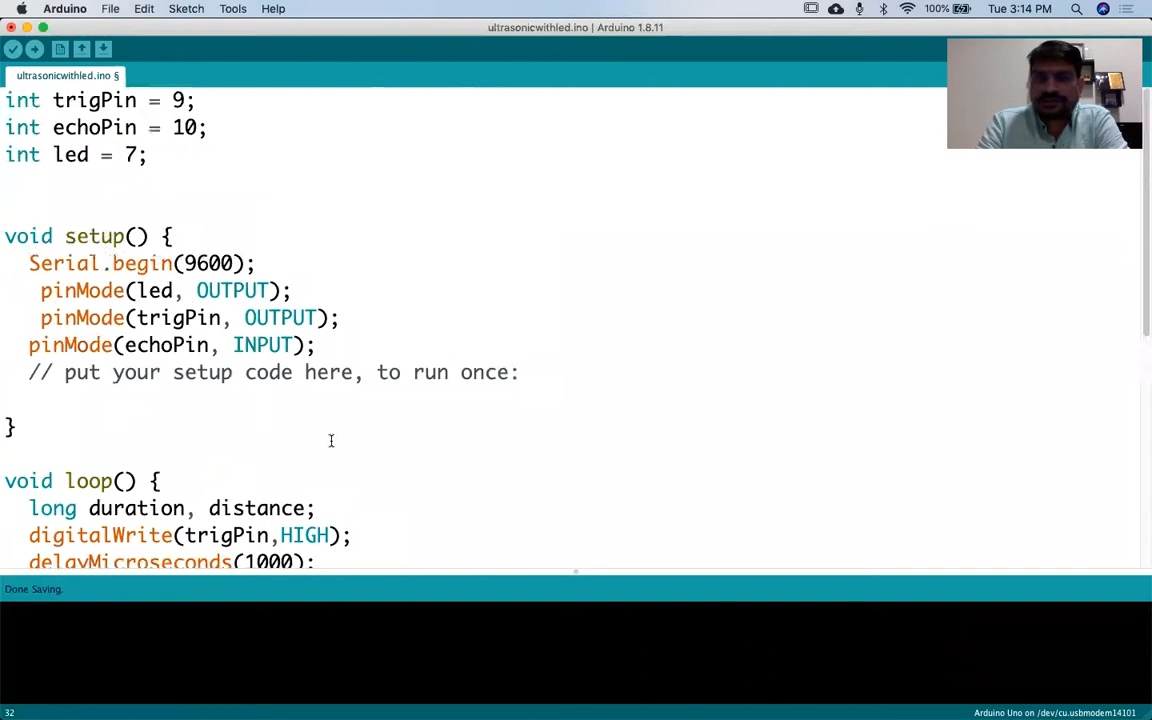 Arduino File Edit Sketch Tools Help 100% Tue 3:14 PM
ultrasonicwithled.ino | Arduino 1.8.11
ultrasonicwithled.ino §
int trigPin = 9;
int echoPin = 10;
int led = 7;
void setup() {
Serial.begin(9600);
pinMode(led, OUTPUT);
pinMode(trigPin, OUTPUT);
pinMode(echoPin, INPUT);
// put your setup code here, to run once:
}
void loop() {
long duration, distance;
digitalWrite(trigPin,HIGH);
delayMicroseconds(1000);
Done Saving.
32 Arduino Uno on /dev/cu.usbmodem14101